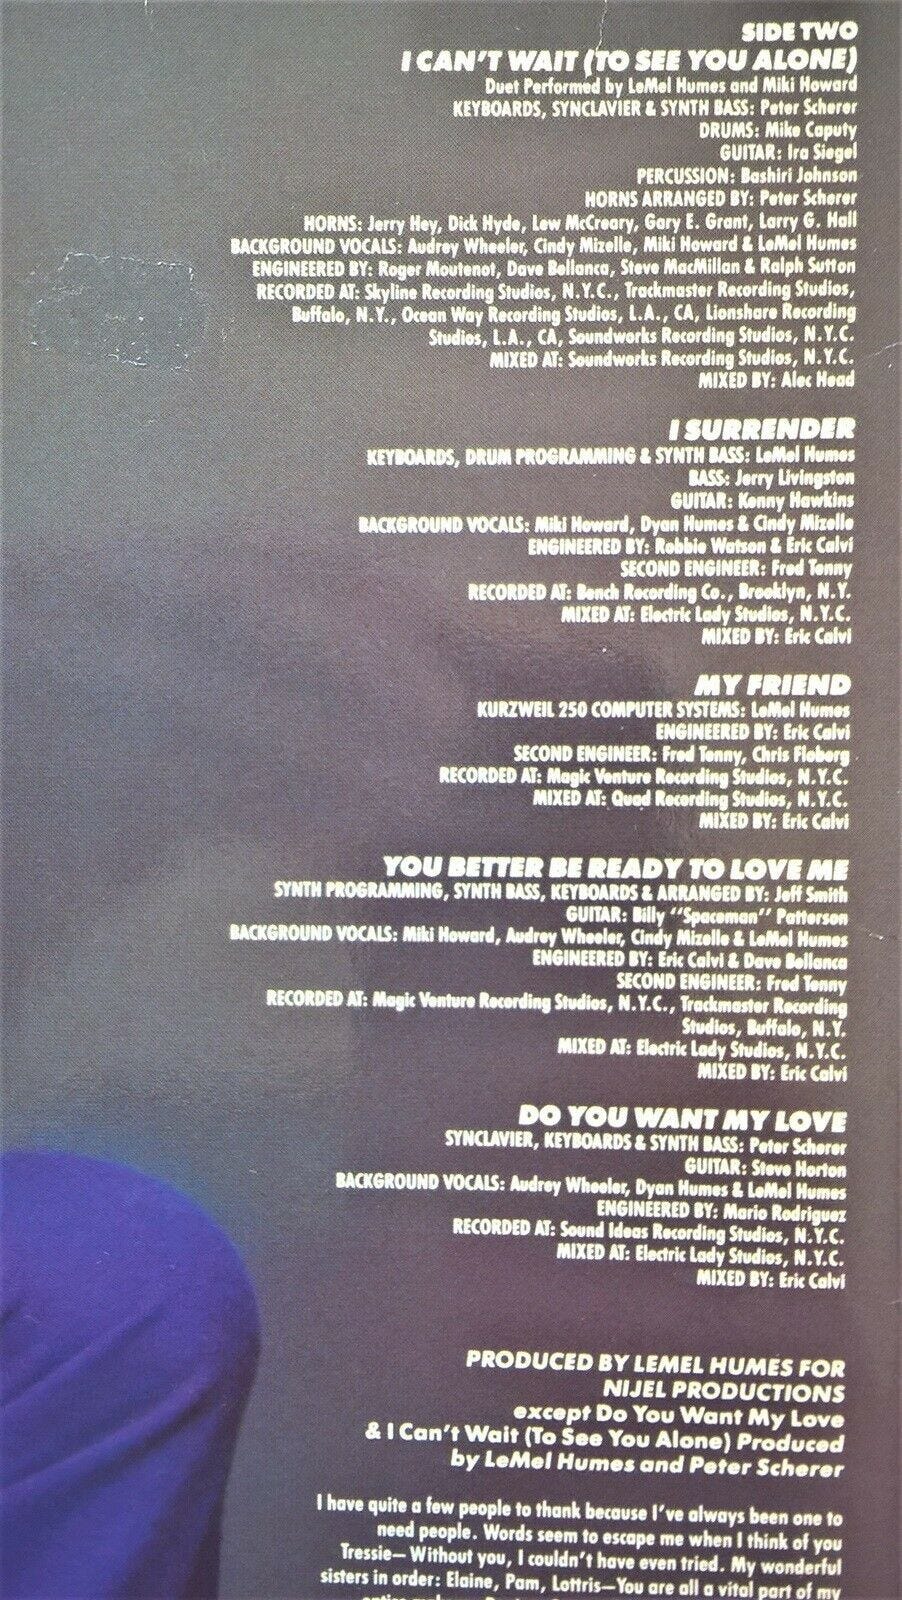 SIDE TWO
I CAN'T WAIT (TO SEE YOU ALONE)
Duet Performed by LeMel Humes and Miki Howard
KEYBOARDS, SYNCLAVIER & SYNTH BASS: Peter Scherer
DRUMS: Mike Caputy
GUITAR: Ira Siegel
PERCUSSION: Bashiri Johnson
HORNS ARRANGED BY: Peter Scherer
HORNS: Jerry Hey, Dick Hyde, Lew McCreary, Gary E. Grant, Larry G. Hall
BACKGROUND VOCALS: Audrey Wheeler, Cindy Mizelle, Miki Howard & LeMel Humes
ENGINEERED BY: Roger Moutenot, Dave Bellanca, Steve MacMillan & Ralph Sutton
RECORDED AT: Skyline Recording Studios, N.Y.C., Trackmaster Recording Studios,
Buffalo, N.Y., Ocean Way Recording Studios, L.A., CA, Lionshare Recording
Studios, L.A., CA, Soundworks Recording Studios, N.Y.C.
MIXED AT: Soundworks Recording Studios, N.Y.C.
MIXED BY: Alec Head
I SURRENDER
KEYBOARDS, DRUM PROGRAMMING & SYNTH BASS: LeMel Humes
BASS: Jerry Livingston
GUITAR: Kenny Hawkins
BACKGROUND VOCALS: Miki Howard, Dyan Humes & Cindy Mizelle
ENGINEERED BY: Robbie Watson & Eric Calvi
SECOND ENGINEER: Fred Tenny
RECORDED AT: Bench Recording Co., Brooklyn, N.Y.
MIXED AT: Electric Lady Studios, N.Y.C.
MIXED BY: Eric Calvi
MY FRIEND
KURZWEIL 250 COMPUTER SYSTEMS: LeMel Humes
ENGINEERED BY: Eric Calvi
SECOND ENGINEER: Fred Tenny, Chris Floberg
RECORDED AT: Magic Venture Recording Studios, N.Y.C.
MIXED AT: Quad Recording Studios, N.Y.C.
MIXED BY: Eric Calvi
YOU BETTER BE READY TO LOVE ME
SYNTH PROGRAMMING, SYNTH BASS, KEYBOARDS & ARRANGED BY: Jeff Smith
GUITAR: Billy "Spaceman" Patterson
BACKGROUND VOCALS: Miki Howard, Audrey Wheeler, Cindy Mizelle & LeMel Humes
ENGINEERED BY: Eric Calvi & Dave Bellanca
SECOND ENGINEER: Fred Tenny
RECORDED AT: Magic Venture Recording Studios, N.Y.C., Trackmaster Recording
Studios, Buffalo, N.Y.
MIXED AT: Electric Lady Studios, N.Y.C.
MIXED BY: Eric Calvi
DO YOU WANT MY LOVE
SYNCLAVIER, KEYBOARDS & SYNTH BASS: Peter Scherer
GUITAR: Steve Horton
BACKGROUND VOCALS: Audrey Wheeler, Dyan Humes & LeMel Humes
ENGINEERED BY: Mario Rodriguez
RECORDED AT: Sound Ideas Recording Studios, N.Y.C.
MIXED AT: Electric Lady Studios, N.Y.C.
MIXED BY: Eric Calvi
PRODUCED BY LEMEL HUMES FOR
NIJEL PRODUCTIONS
except Do You Want My Love
& I Can't Wait (To See You Alone) Produced
by LeMel Humes and Peter Scherer
I have quite a few people to thank because I've always been one to
need people. Words seem to escape me when I think of you
Tressie—Without you, I couldn't have even tried. My wonderful
sisters in order: Elaine, Pam, Lottris—You are all a vital part of my